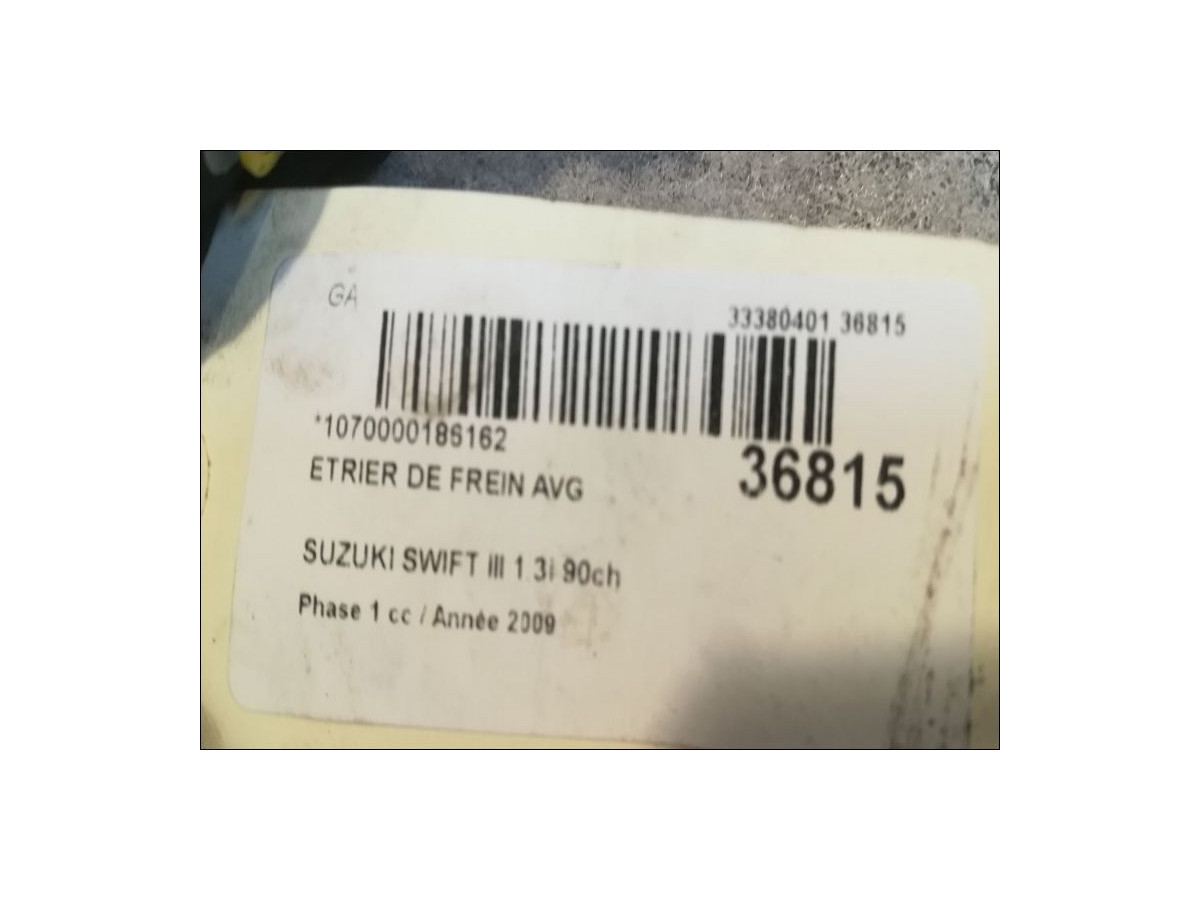 GA
33380401 36815
*1070000186162
36815
ETRIER DE FREIN AVG
SUZUKI SWIFT III 1.3i 90ch
Phase 1 cc / Année 2009